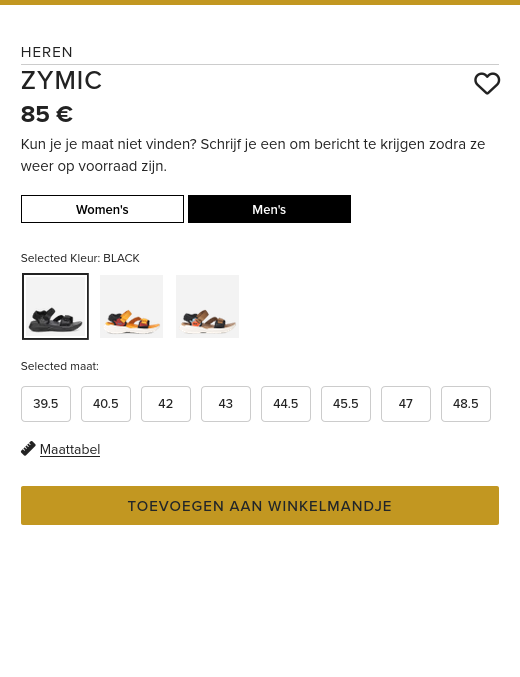 HEREN
ZYMIC
85 €
Kun je je maat niet vinden? Schrijf je een om bericht te krijgen zodra ze
weer op voorraad zijn.
Women's
Men's
Selected Kleur: BLACK
Selected maat:
39.5 40.5 42 43 44.5 45.5 47 48.5
Maattabel
TOEVOEGEN AAN WINKELMANDJE